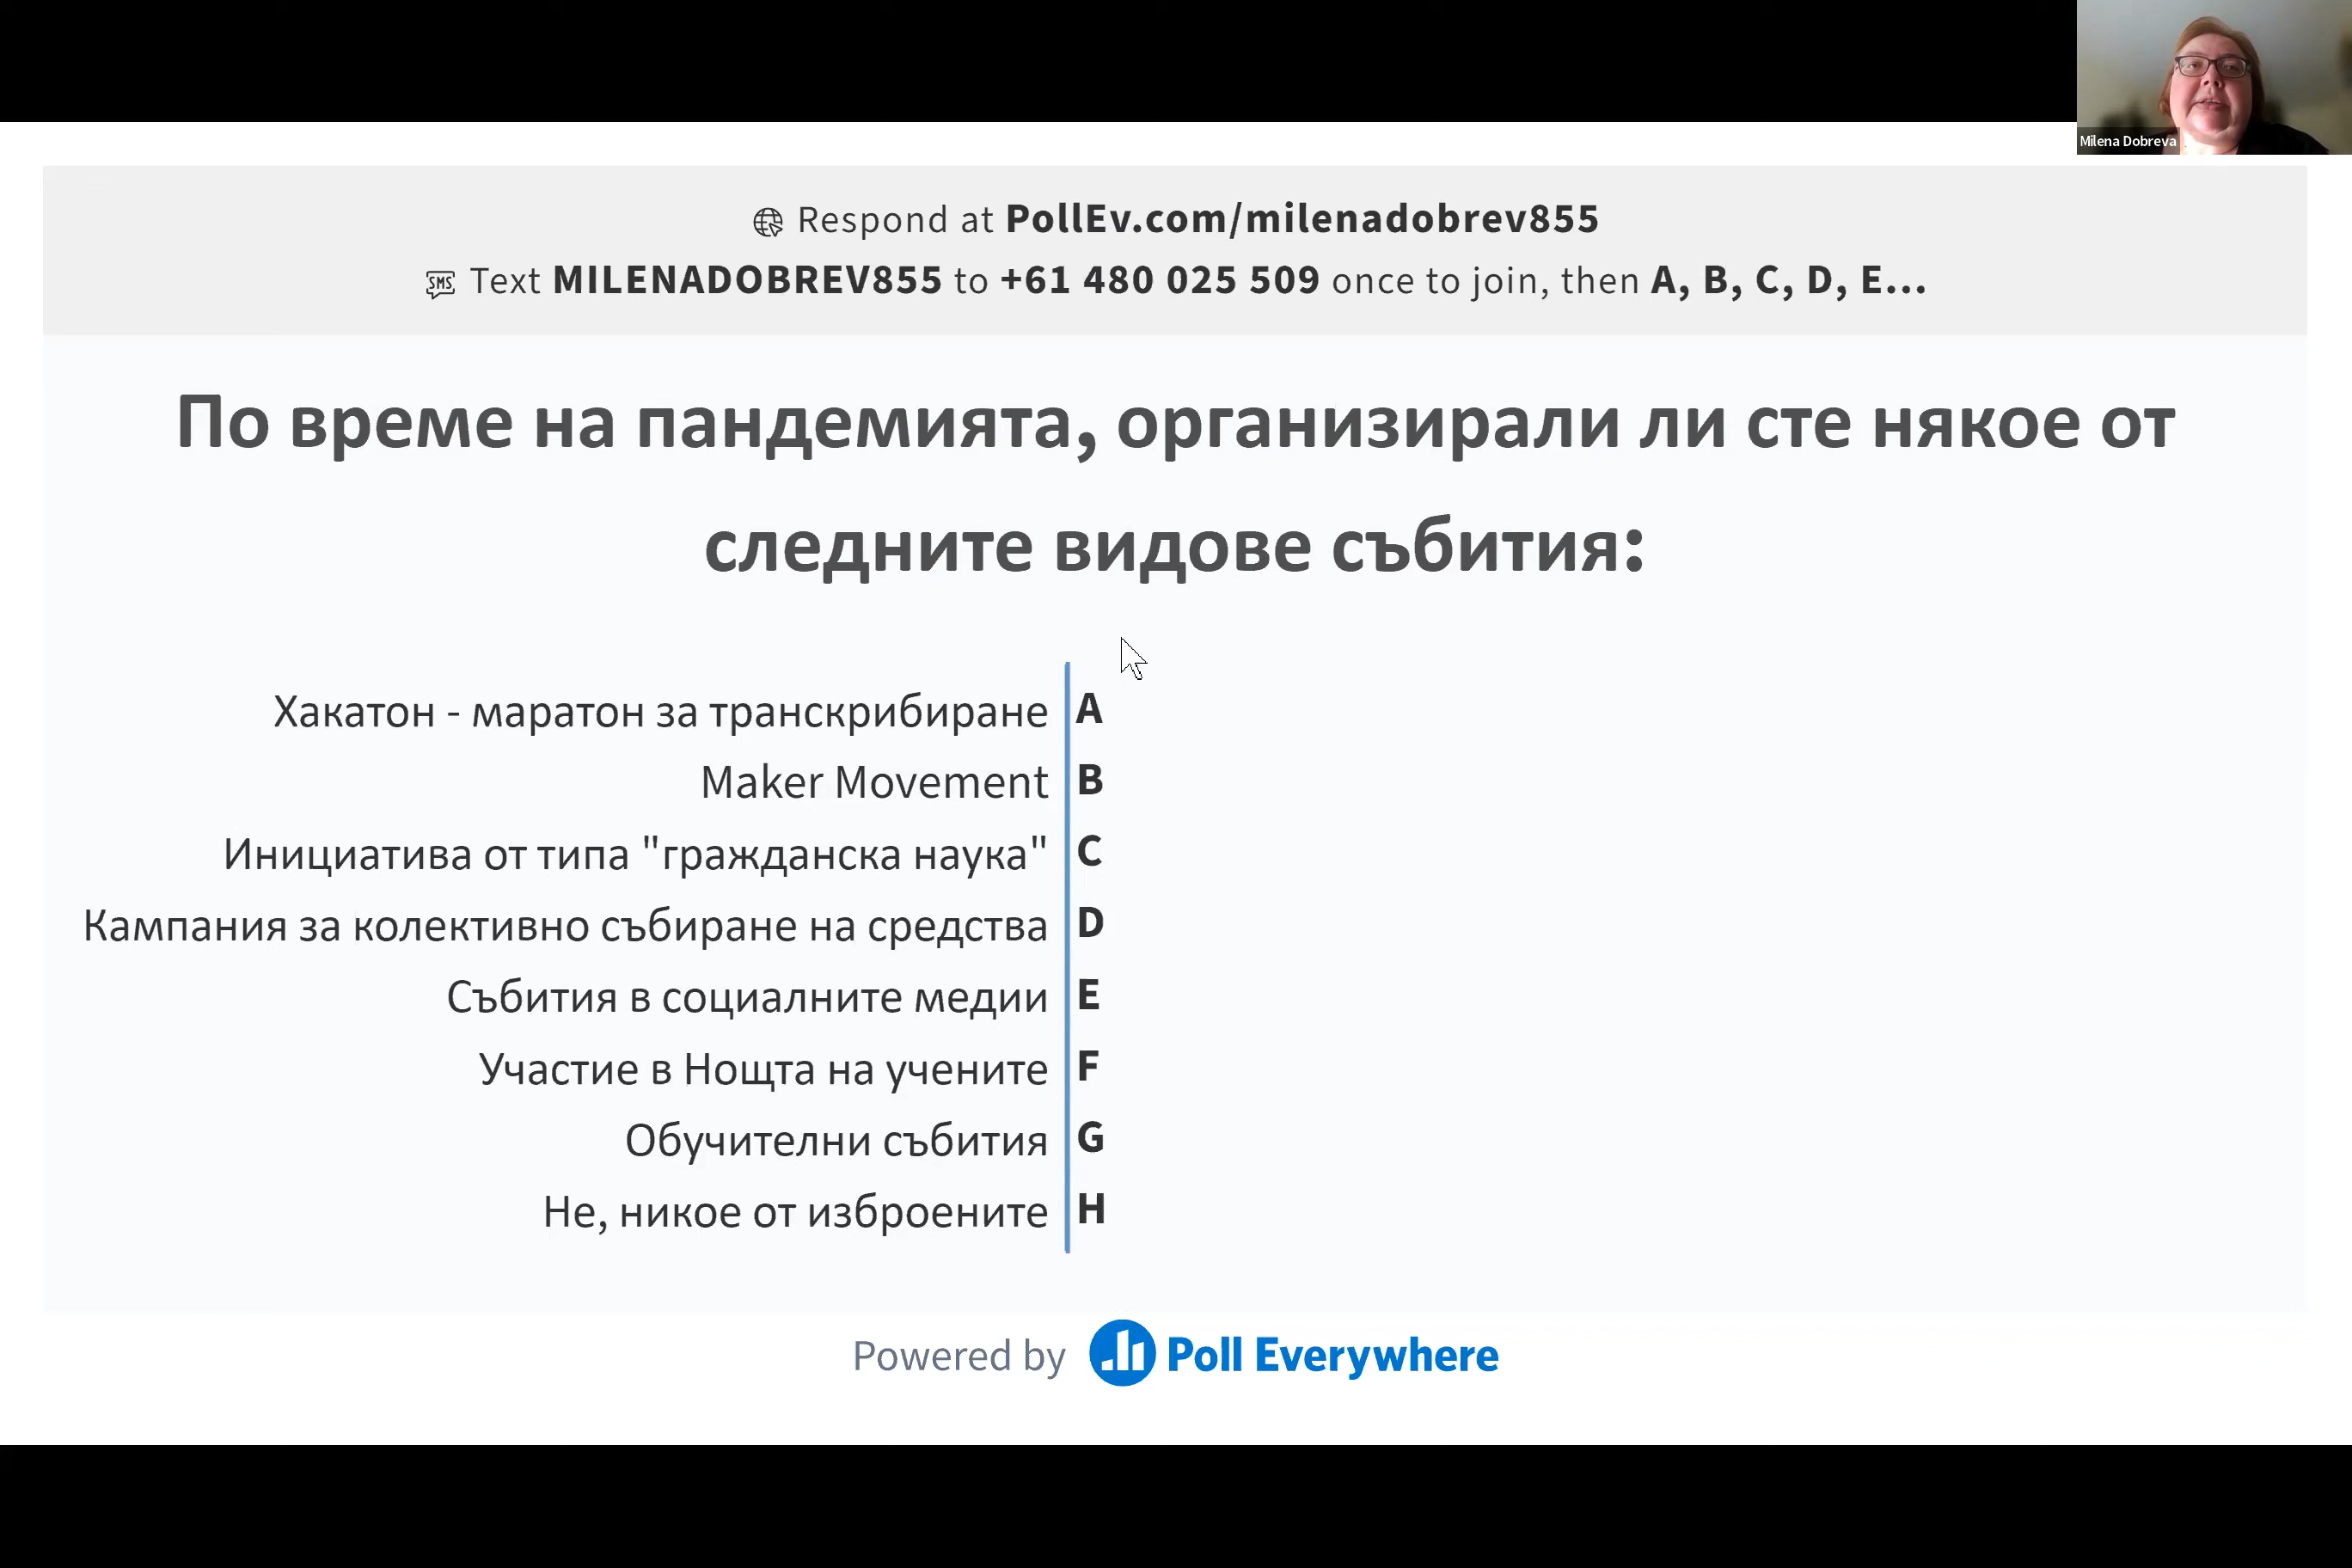 Milena Dobreva
Respond at PollEv.com/milenadobrev855
SMS Text MILENADOBREV855 to +61 480 025 509 once to join, then A, B, C, D, E...
По време на пандемията, организирали ли сте някое от
следните видове събития:
Хакатон - маратон за транскрибиране A
Maker Movement B
Инициатива от типа "гражданска наука" C
Кампания за колективно събиране на средства D
Събития в социалните медии E
Участие в Нощта на учените F
Обучителни събития G
Не, никое от изброените H
Powered by Poll Everywhere